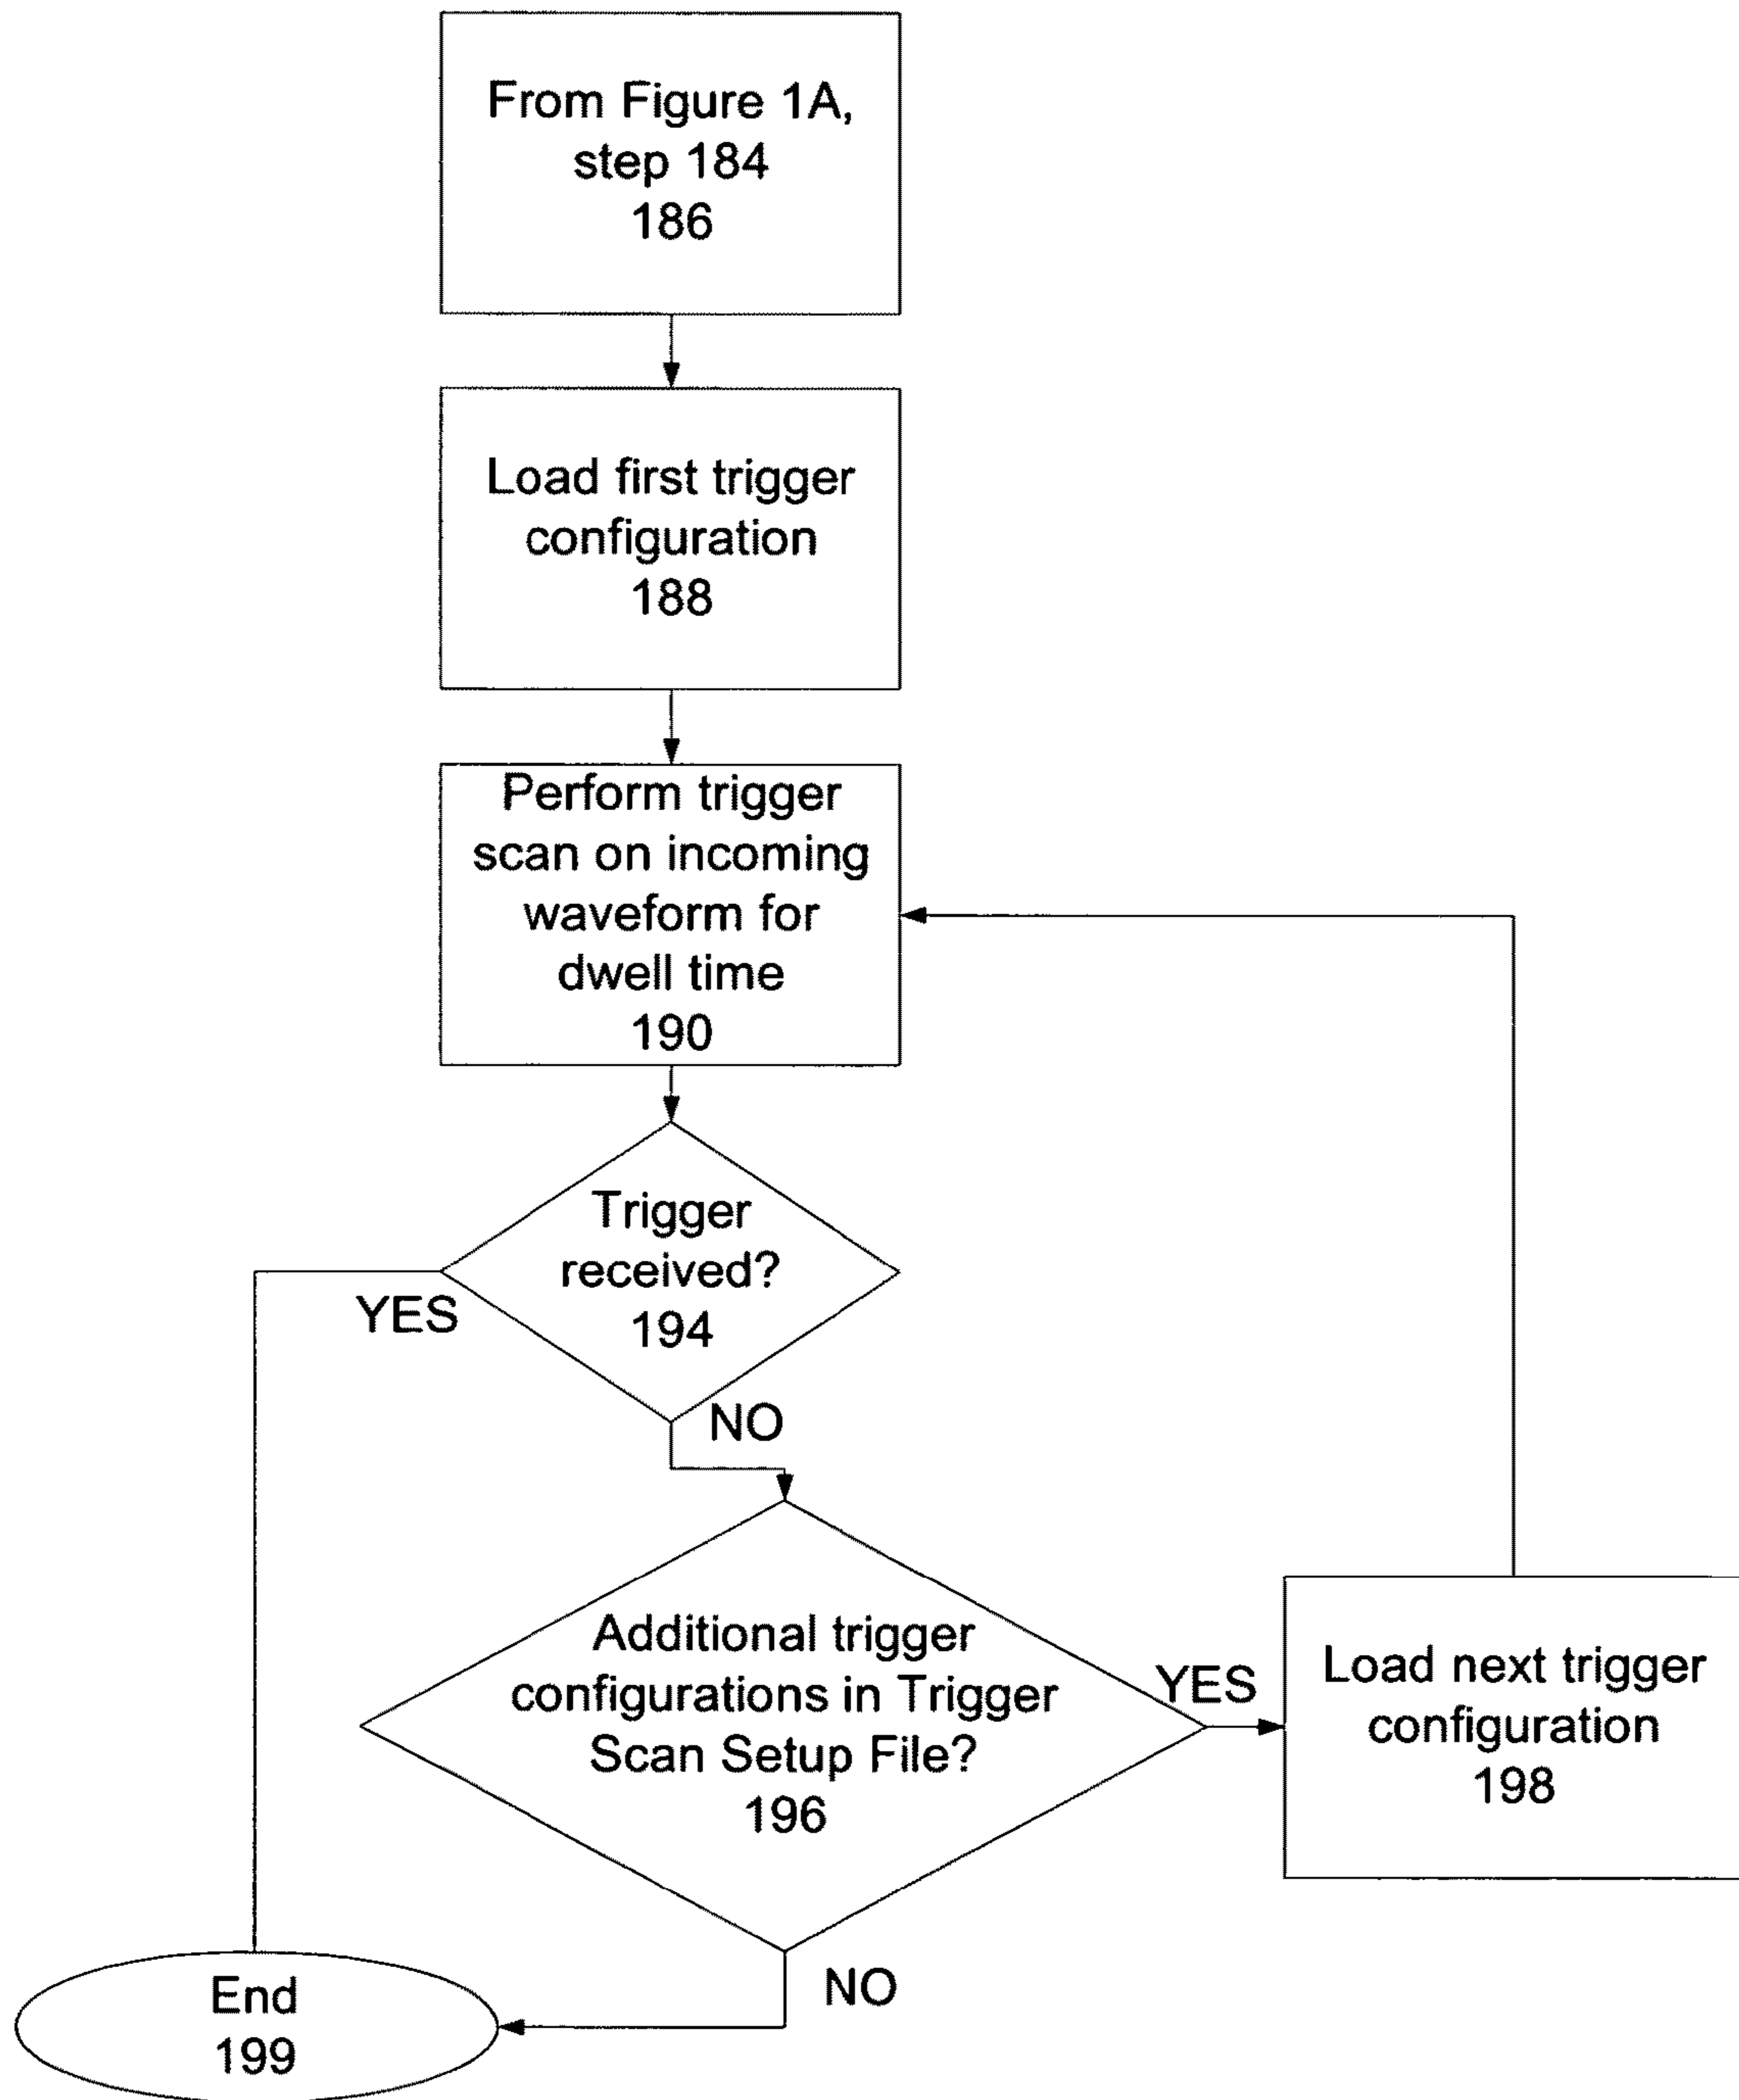 From Figure 1A,
step 184
186
Load first trigger
configuration
188
Perform trigger
scan on incoming
waveform for
dwell time
190
Trigger
received?
194
YES
NO
Additional trigger
configurations in Trigger
Scan Setup File?
196
YES
Load next trigger
configuration
198
NO
End
199